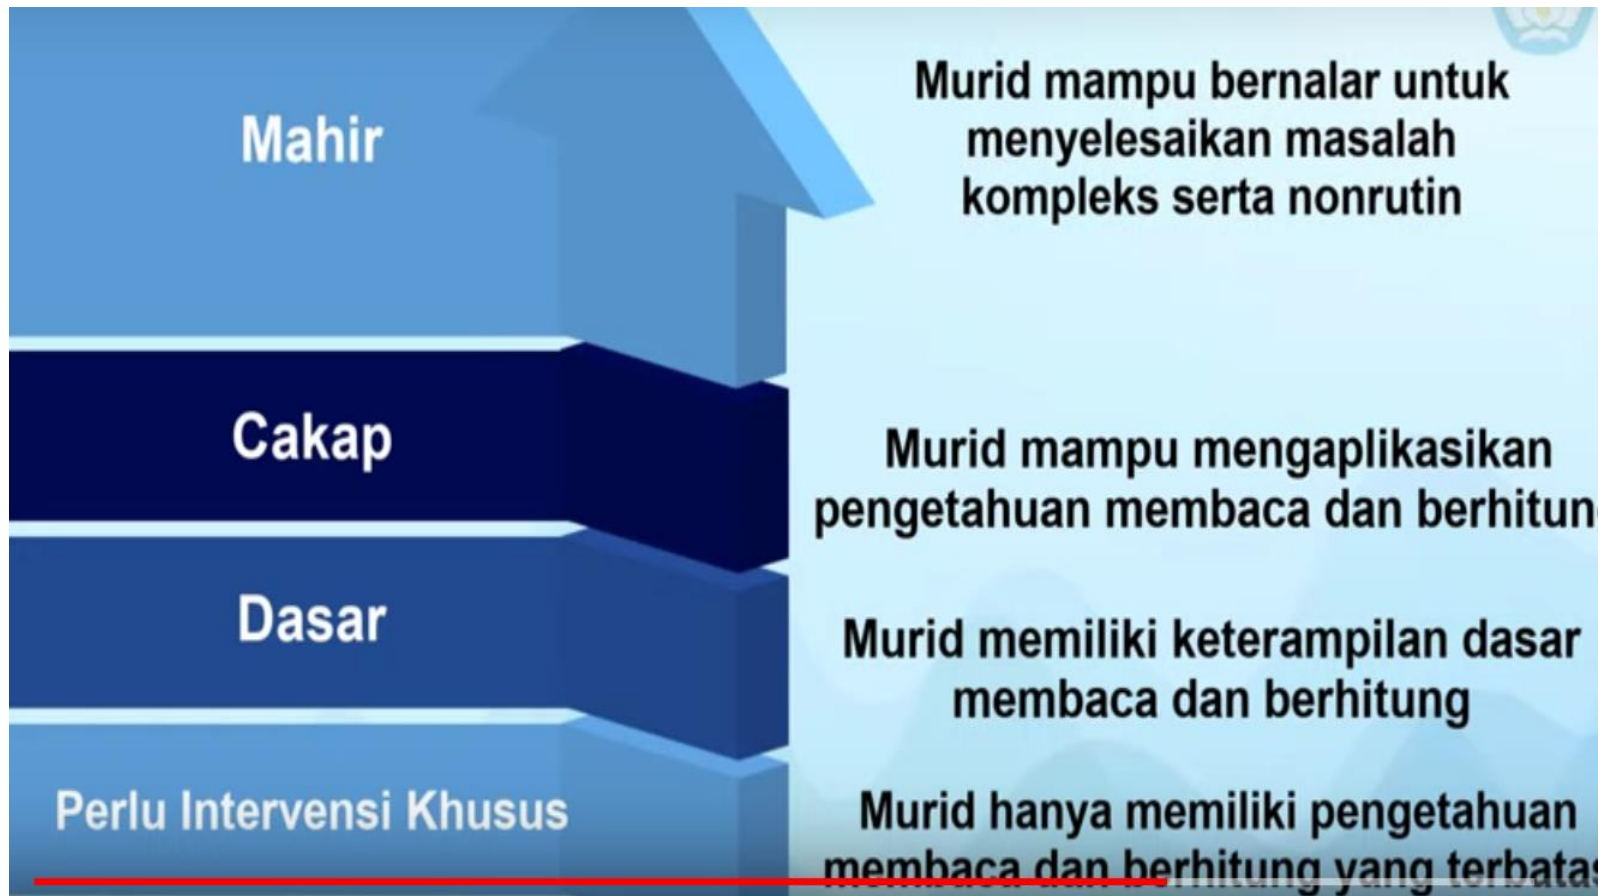 Mahir
Murid mampu bernalar untuk
menyelesaikan masalah
kompleks serta nonrutin
Cakap
Murid mampu mengaplikasikan
pengetahuan membaca dan berhitun
Dasar
Murid memiliki keterampilan dasar
membaca dan berhitung
Perlu Intervensi Khusus
Murid hanya memiliki pengetahuan
membaca dan berhitung yang terbatas